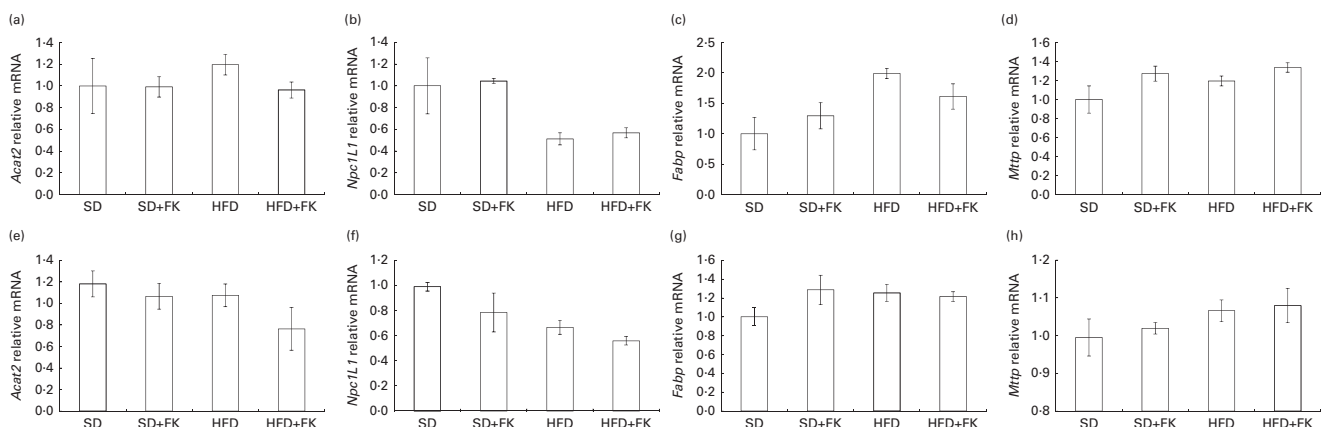 (a)
Acat2 relative mRNA
1·4
1·2
1·0
0·8
0·6
0·4
0·2
0·0
SD SD+FK HFD HFD+FK
(b)
Npc1L1 relative mRNA
1·4
1·2
1·0
0·8
0·6
0·4
0·2
0·0
SD SD+FK HFD HFD+FK
(c)
Fabp relative mRNA
2·5
2·0
1·5
1·0
0·5
0·0
SD SD+FK HFD HFD+FK
(d)
Mttp relative mRNA
1·6
1·4
1·2
1·0
0·8
0·6
0·4
0·2
0·0
SD SD+FK HFD HFD+FK
(e)
Acat2 relative mRNA
1·4
1·2
1·0
0·8
0·6
0·4
0·2
0·0
SD SD+FK HFD HFD+FK
(f)
Npc1L1 relative mRNA
1·2
1·0
0·8
0·6
0·4
0·2
0·0
SD SD+FK HFD HFD+FK
(g)
Fabp relative mRNA
1·6
1·4
1·2
1·0
0·8
0·6
0·4
0·2
0·0
SD SD+FK HFD HFD+FK
(h)
Mttp relative mRNA
1·2
1·1
1·0
0·9
0·8
SD SD+FK HFD HFD+FK